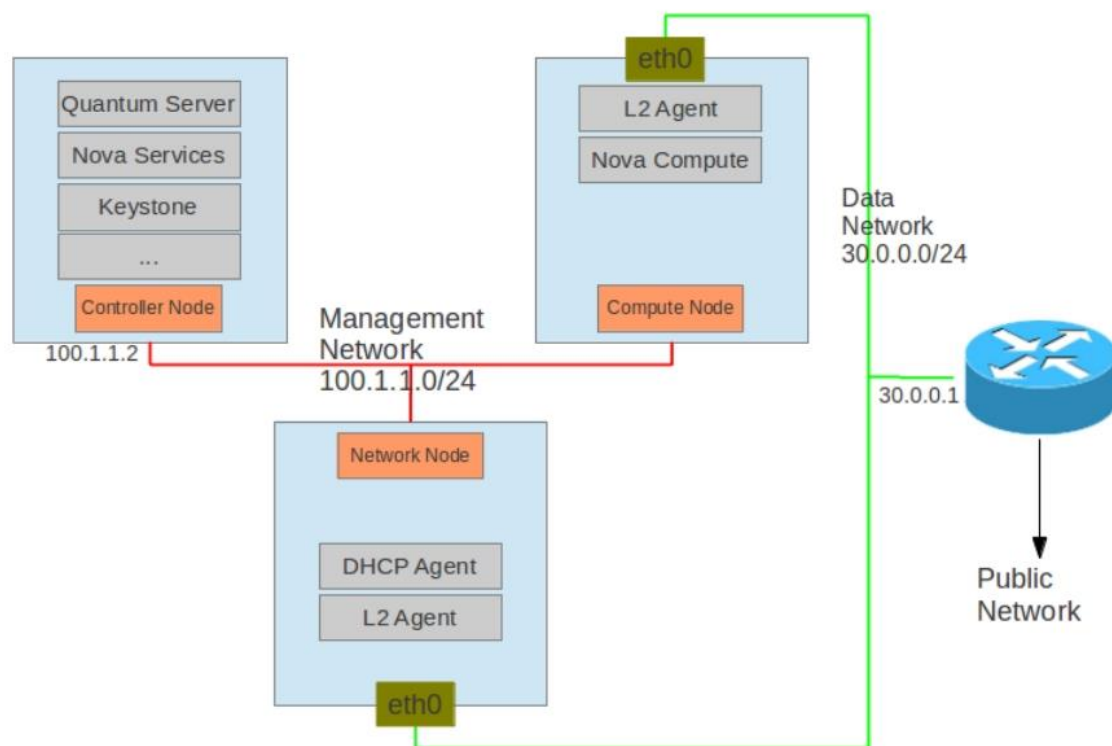 eth0
Quantum Server
Nova Services
Keystone
...
Controller Node
100.1.1.2
L2 Agent
Nova Compute
Compute Node
Management
Network
100.1.1.0/24
Data
Network
30.0.0.0/24
30.0.0.1
Network Node
DHCP Agent
L2 Agent
eth0
Public
Network